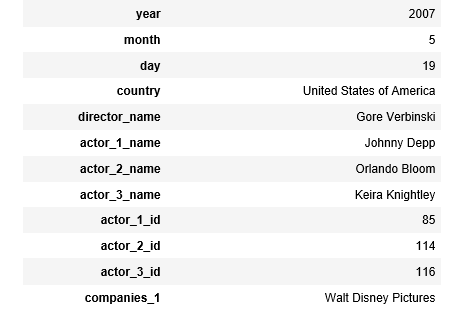 year 2007
month 5
day 19
country United States of America
director_name Gore Verbinski
actor_1_name Johnny Depp
actor_2_name Orlando Bloom
actor_3_name Keira Knightley
actor_1_id 85
actor_2_id 114
actor_3_id 116
companies_1 Walt Disney Pictures